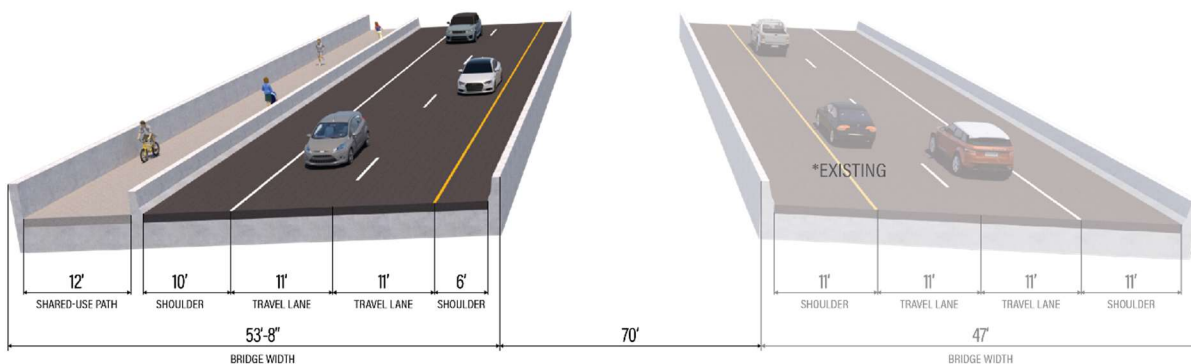 *EXISTING
12' 10' 11' 11' 6' 11' 11' 11' 11'
SHARED-USE PATH SHOULDER TRAVEL LANE TRAVEL LANE SHOULDER SHOULDER TRAVEL LANE TRAVEL LANE SHOULDER
53'-8" 70' 47'
BRIDGE WIDTH BRIDGE WIDTH